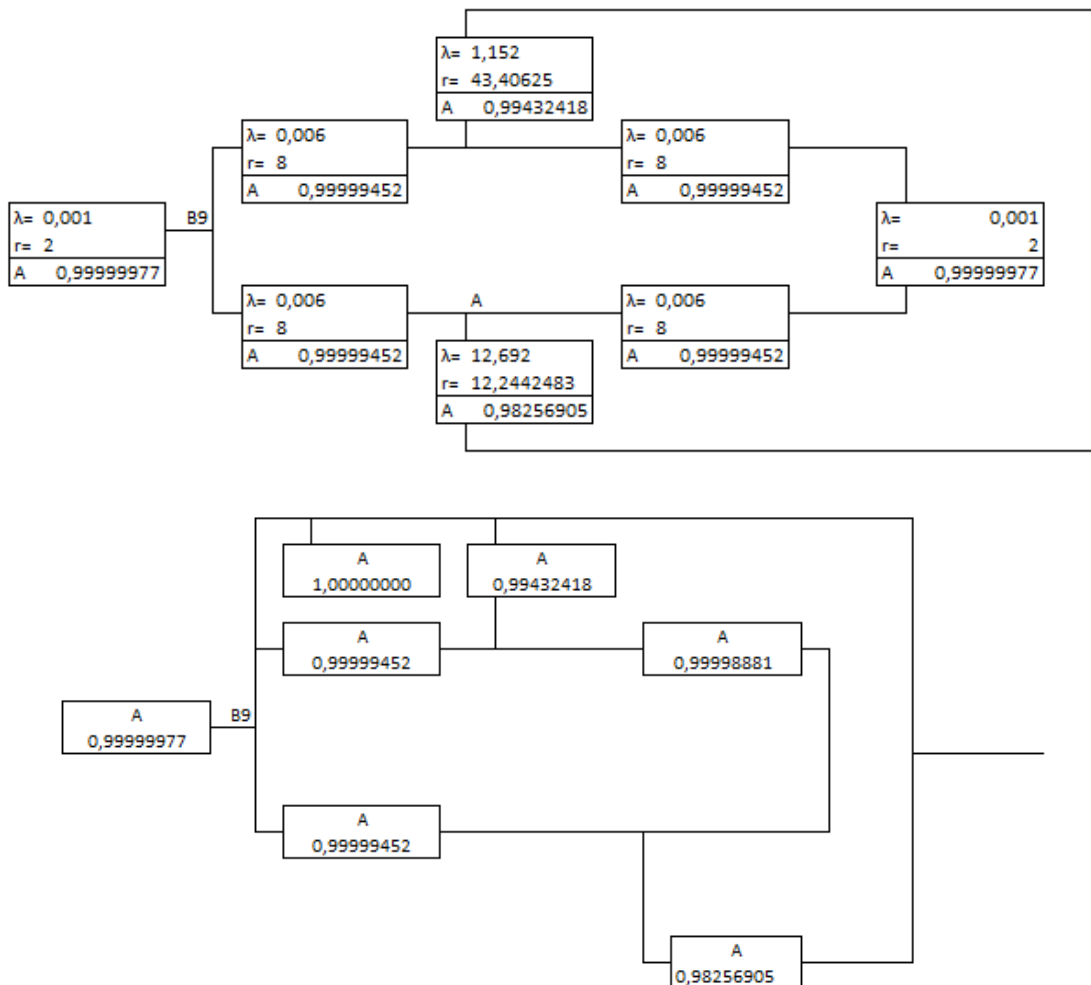 λ= 1,152
r= 43,40625
A 0,99432418
λ= 0,006
r= 8
A 0,99999452
λ= 0,006
r= 8
A 0,99999452
λ= 0,001
r= 2
A 0,99999977
B9
λ= 0,001
r= 2
A 0,99999977
λ= 0,006
r= 8
A 0,99999452
A
λ= 0,006
r= 8
A 0,99999452
λ= 12,692
r= 12,2442483
A 0,98256905
A
1,00000000
A
0,99432418
A
0,99999452
A
0,99998881
A
0,99999977
B9
A
0,99999452
A
0,98256905